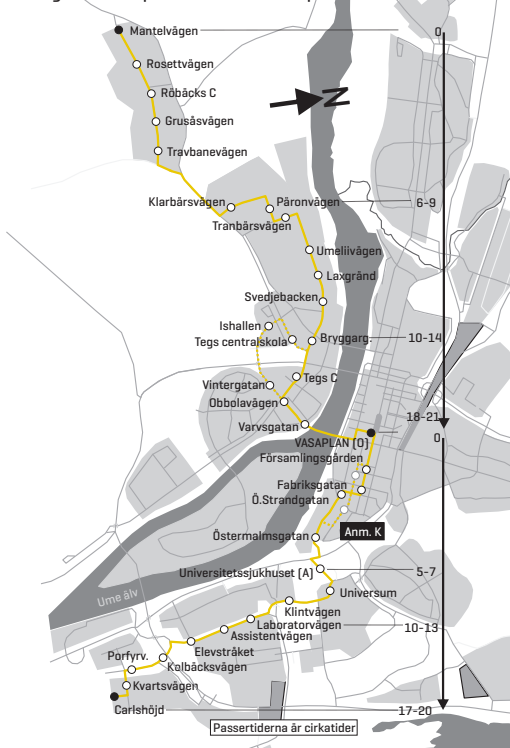 Mantelvägen 0
Rosettvägen
Röbäcks C
N
Grusåsvägen
Travbanevägen
Klarbärsvägen Päronvägen 6-9
Tranbärsvägen
Umeliivägen
Laxgränd
Svedjebacken
Ishallen
Tegs centralskola Bryggarg. 10-14
Tegs C
Vintergatan
Obbolavägen
18-21
Varvsgatan
0
VASAPLAN (D)
Församlingsgården
Fabriksgatan
Ö.Strandgatan
Anm. K
Östermalmsgatan
Universitetssjukhuset (A) 5-7
Ume älv
Universum
Klintvägen
Laboratorvägen 10-13
Assistentvägen
Elevstråket
Porfyrv.
Kolbäcksvägen
Kvartsvägen
Carlshöjd 17-20
Passertiderna är cirkatider